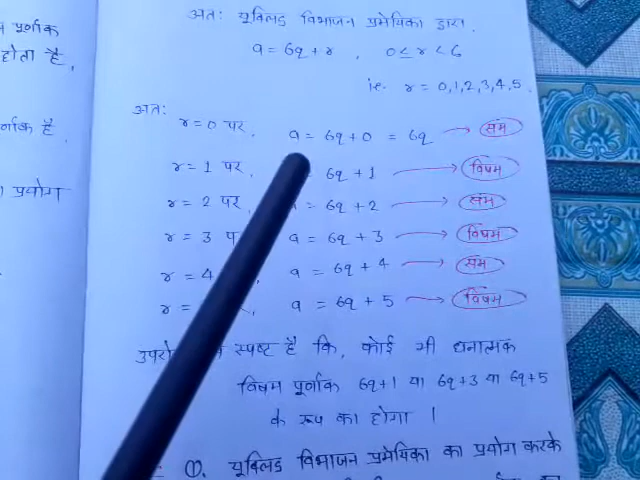 पूर्णांक
होता है,
र्णांक है.
प्रयोग
अतः यूक्लिड विभाजन प्रमेयिका द्वारा,
a = 6q + r , 0 ≤ r < 6
ie. r = 0,1,2,3,4,5
अतः
r = 0 पर, a = 6q + 0 = 6q → सम
r = 1 पर, = 6q + 1 → विषम
r = 2 पर, = 6q + 2 → सम
r = 3 a = 6q + 3 → विषम
r = 4 a = 6q + 4 → सम
r = a = 6q + 5 → विषम
स्पष्ट है कि, कोई भी धनात्मक
विषम पूर्णांक 6q+1 या 6q+3 या 6q+5
के रूप का होगा ।
①. यूक्लिड विभाजन प्रमेयिका का प्रयोग करके